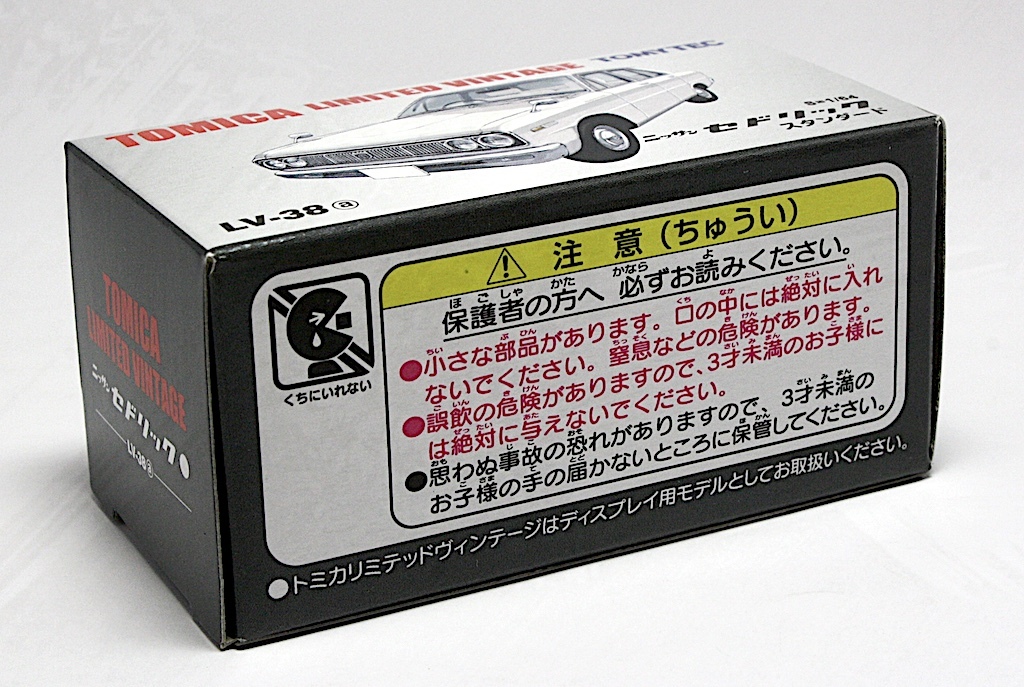 TOMICA LIMITED VINTAGE TOMYTEC
S=1/64
ニッサン セドリック
スタンダード
LV-38ⓐ
TOMICA
LIMITED VINTAGE
ニッサン セドリック
LV-38ⓐ
くちにいれない
注 意 (ちゅうい)
保護者の方へ 必ずお読みください。
●小さな部品があります。口の中には絶対に入れ
ないでください。窒息などの危険があります。
●誤飲の危険がありますので、3才未満のお子様に
は絶対に与えないでください。
●思わぬ事故の恐れがありますので、3才未満の
お子様の手の届かないところに保管してください。
●トミカリミテッドヴィンテージはディスプレイ用モデルとしてお取扱いください。